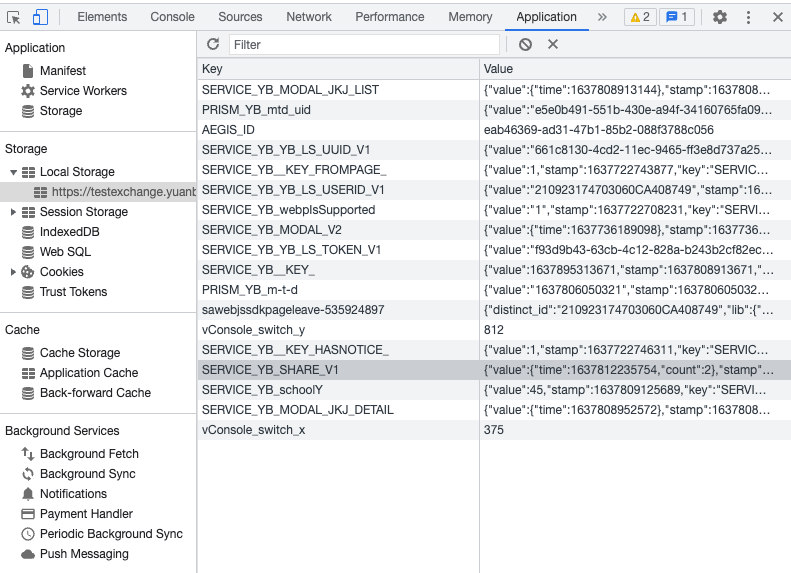 Elements Console Sources Network Performance Memory Application » 2 1
Application
Manifest
Service Workers
Storage
Storage
Local Storage
https://testexchange.yuanb
Session Storage
IndexedDB
Web SQL
Cookies
Trust Tokens
Cache
Cache Storage
Application Cache
Back-forward Cache
Background Services
Background Fetch
Background Sync
Notifications
Payment Handler
Periodic Background Sync
Push Messaging
Filter
Key Value
SERVICE_YB_MODAL_JKJ_LIST {"value":{"time":1637808913144},"stamp":1637808…
PRISM_YB_mtd_uid {"value":"e5e0b491-551b-430e-a94f-34160765fa09…
AEGIS_ID eab46369-ad31-47b1-85b2-088f3788c056
SERVICE_YB_YB_LS_UUID_V1 {"value":"661c8130-4cd2-11ec-9465-ff3e8d737a25…
SERVICE_YB__KEY_FROMPAGE_ {"value":1,"stamp":1637722743877,"key":"SERVIC…
SERVICE_YB_YB_LS_USERID_V1 {"value":"210923174703060CA408749","stamp":16…
SERVICE_YB_webpIsSupported {"value":"1","stamp":1637722708231,"key":"SERVI…
SERVICE_YB_MODAL_V2 {"value":{"time":1637736189098},"stamp":1637736…
SERVICE_YB_YB_LS_TOKEN_V1 {"value":"f93d9b43-63cb-4c12-828a-b243b2cf82ec…
SERVICE_YB__KEY_ {"value":1637895313671,"stamp":1637808913671,"…
PRISM_YB_m-t-d {"value":"1637806050321","stamp":163780605032…
sawebjssdkpageleave-535924897 {"distinct_id":"210923174703060CA408749","lib":{"…
vConsole_switch_y 812
SERVICE_YB__KEY_HASNOTICE_ {"value":1,"stamp":1637722746311,"key":"SERVIC…
SERVICE_YB_SHARE_V1 {"value":{"time":1637812235754,"count":2},"stamp"…
SERVICE_YB_schoolY {"value":45,"stamp":1637809125689,"key":"SERVI…
SERVICE_YB_MODAL_JKJ_DETAIL {"value":{"time":1637808952572},"stamp":1637808…
vConsole_switch_x 375